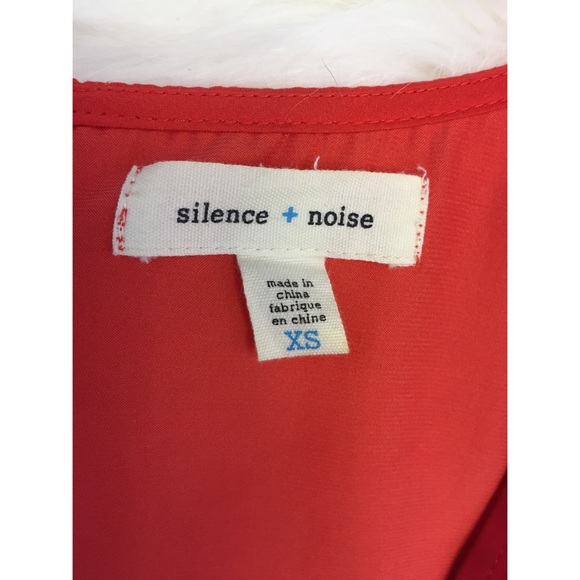 silence + noise
made in
china
fabrique
en chine
XS